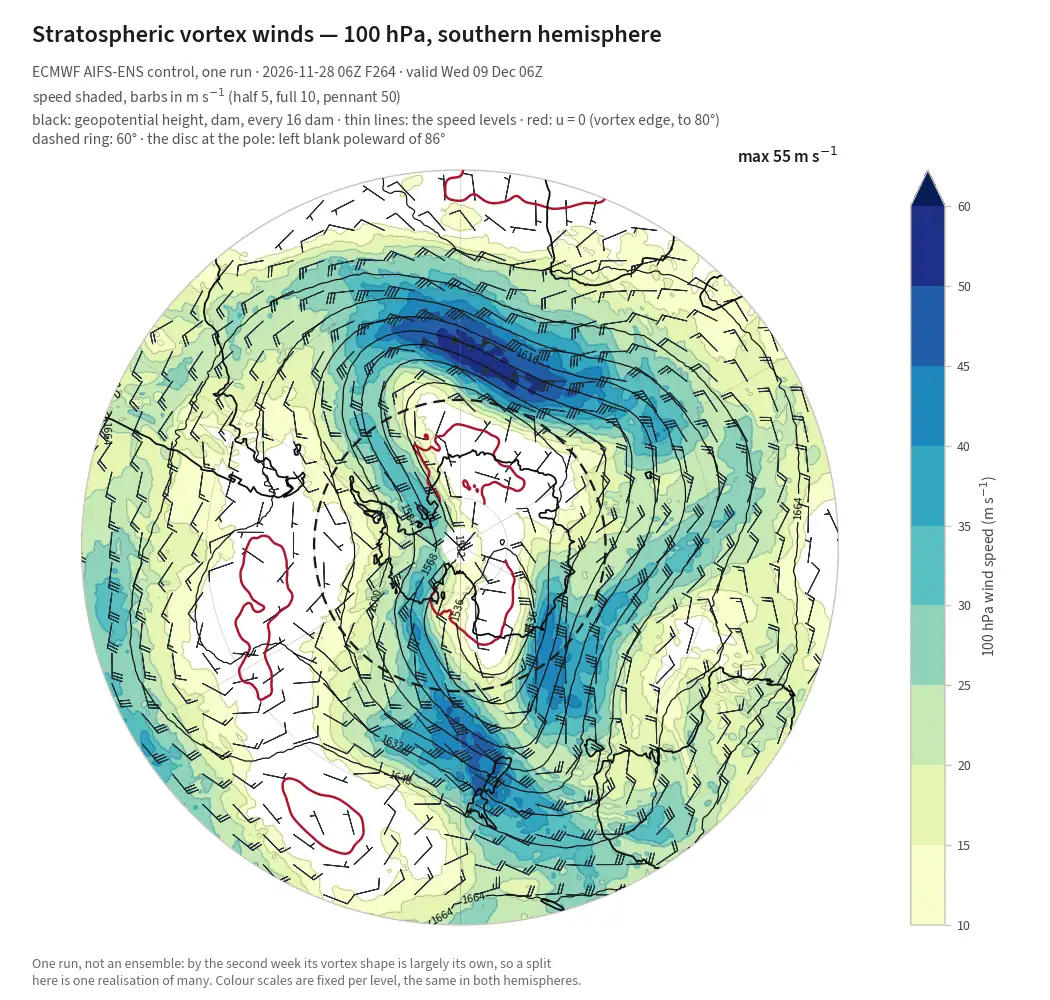 Stratospheric vortex winds — 100 hPa, southern hemisphere
ECMWF AIFS-ENS control, one run · 2026-11-28 06Z F264 · valid Wed 09 Dec 06Z
speed shaded, barbs in m s⁻¹ (half 5, full 10, pennant 50)
black: geopotential height, dam, every 16 dam · thin lines: the speed levels · red: u = 0 (vortex edge, to 80°)
dashed ring: 60° · the disc at the pole: left blank poleward of 86°
max 55 m s⁻¹
60
50
45
40
35
30
25
20
15
10
100 hPa wind speed (m s⁻¹)
1616
1664
1664
1568
1600
1536
1632
1648
1664
1664
One run, not an ensemble: by the second week its vortex shape is largely its own, so a split
here is one realisation of many. Colour scales are fixed per level, the same in both hemispheres.